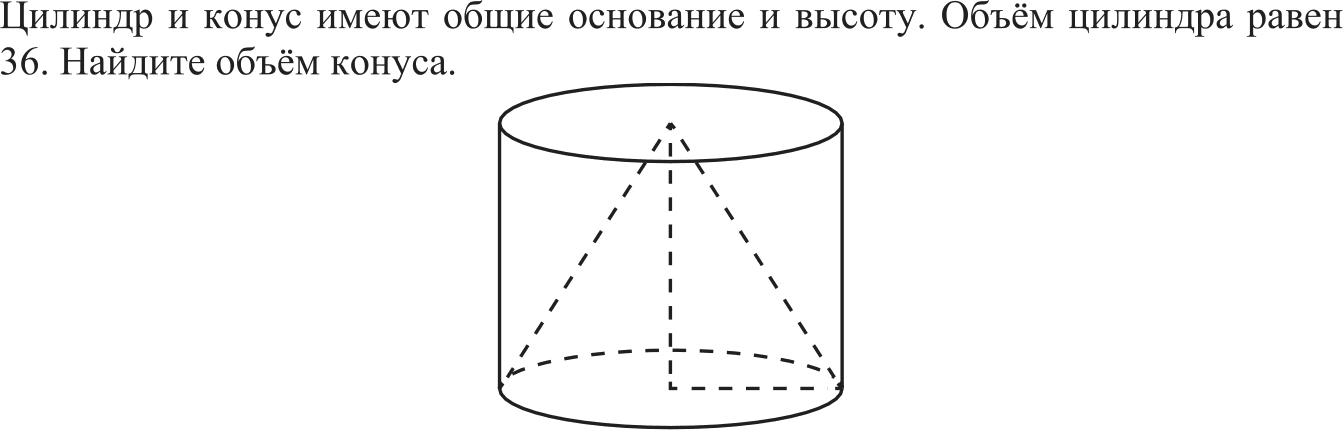 Цилиндр и конус имеют общие основание и высоту. Объём цилиндра равен
36. Найдите объём конуса.